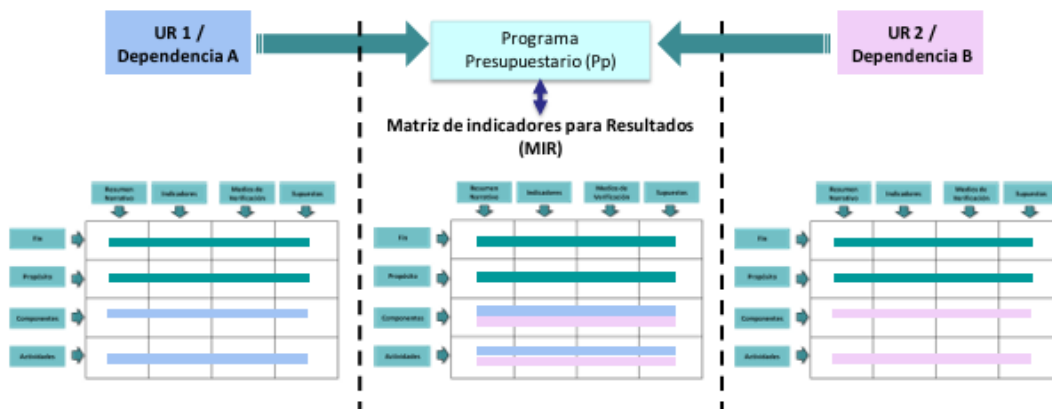 UR 1 /
Dependencia A
Programa
Presupuestario (Pp)
UR 2 /
Dependencia B
Matriz de indicadores para Resultados
(MIR)
Resumen
Narrativo
Indicadores
Medios de
Verificación
Supuestos
Fin
Propósito
Componentes
Actividades
Resumen
Narrativo
Indicadores
Medios de
Verificación
Supuestos
Fin
Propósito
Componentes
Actividades
Resumen
Narrativo
Indicadores
Medios de
Verificación
Supuestos
Fin
Propósito
Componentes
Actividades